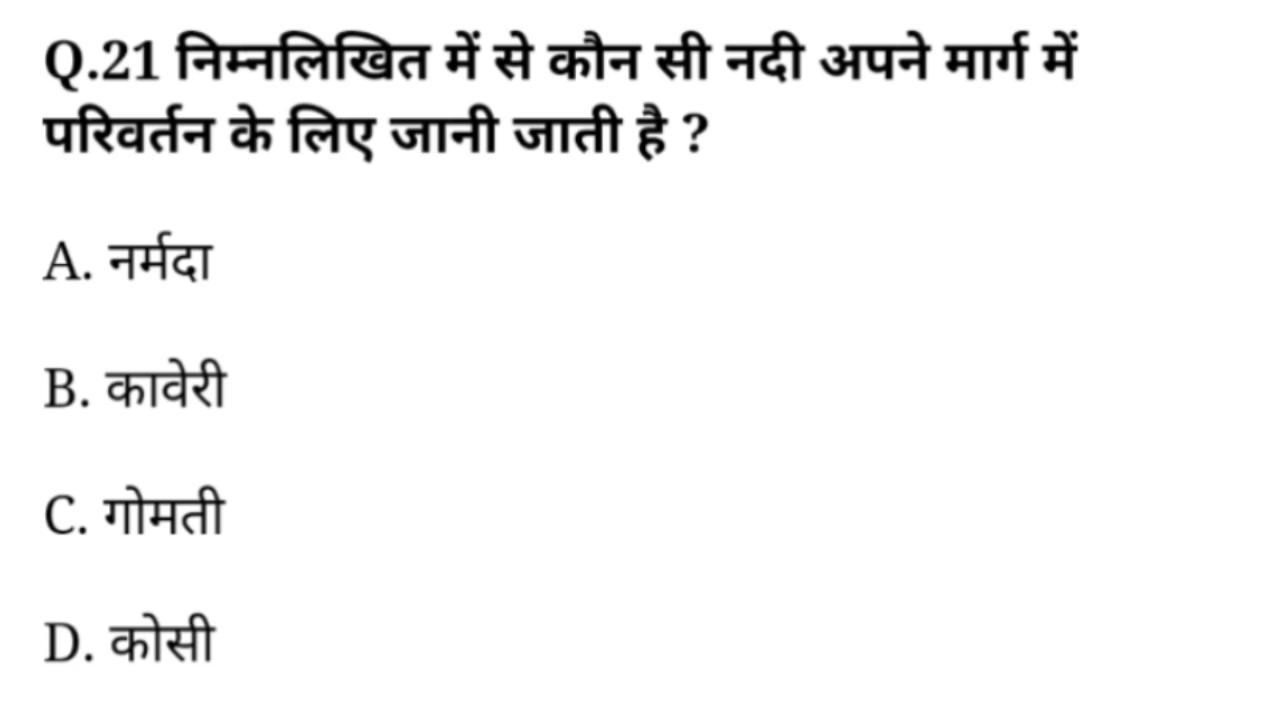 Q.21 निम्नलिखित में से कौन सी नदी अपने मार्ग में
परिवर्तन के लिए जानी जाती है ?
A. नर्मदा
B. कावेरी
C. गोमती
D. कोसी